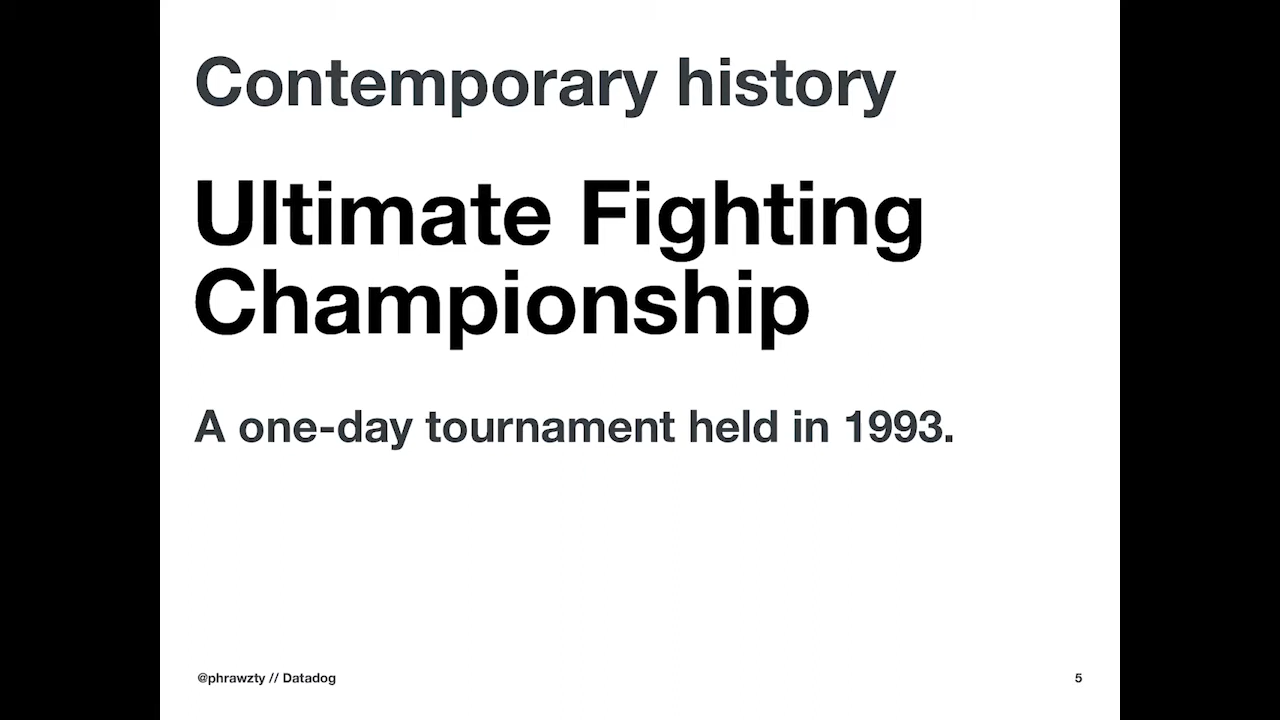 Contemporary history
Ultimate Fighting
Championship
A one-day tournament held in 1993.
@phrawzty // Datadog
5